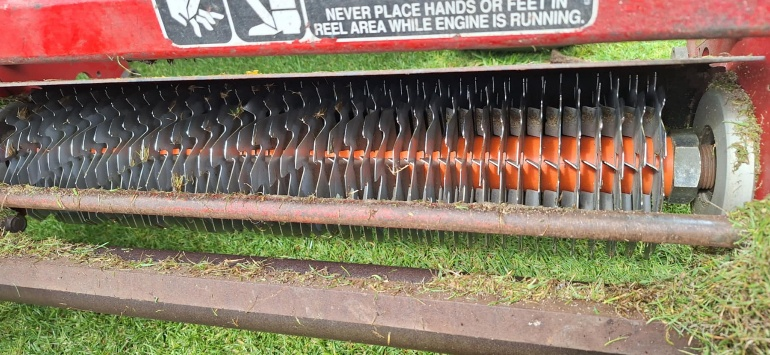 NEVER PLACE HANDS OR FEET IN
REEL AREA WHILE ENGINE IS RUNNING.